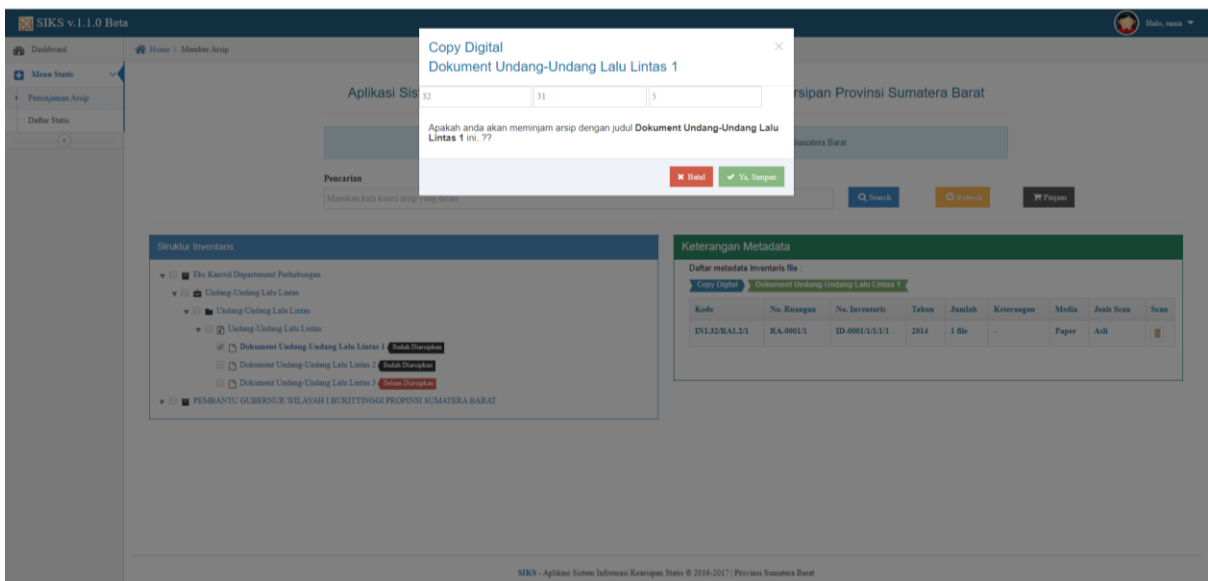 SIKS v.1.1.0 Beta
Halo, rania
Dashboard
Menu Statis
Peminjaman Arsip
Daftar Statis
Home > Member Arsip
Copy Digital
Dokument Undang-Undang Lalu Lintas 1
×
32 31 5
Apakah anda akan meminjam arsip dengan judul Dokument Undang-Undang Lalu
Lintas 1 ini..??
Batal Ya, Simpan
Aplikasi Sis
rsipan Provinsi Sumatera Barat
Sumatera Barat
Pencarian
Masukan kata kunci arsip yang dicari
Search Refresh Pinjam
Struktur Inventaris
Eks Kanwil Departement Perhubungan
Undang-Undang Lalu Lintas
Undang-Undang Lalu Lintas
Undang-Undang Lalu Lintas
Dokument Undang-Undang Lalu Lintas 1 Sudah Diarsipkan
Dokument Undang-Undang Lalu Lintas 2 Sudah Diarsipkan
Dokument Undang-Undang Lalu Lintas 3 Belum Diarsipkan
PEMBANTU GUBERNUR WILAYAH I BUKITTINGGI PROPINSI SUMATERA BARAT
Keterangan Metadata
Daftar metadata inventaris file :
Copy Digital Dokument Undang-Undang Lalu Lintas 1
Kode No. Ruangan No. Inventaris Tahun Jumlah Keterangan Media Jenis Scan Scan
IN1.32/RA1.2/1 RA-0001/1 ID-0001/1/1/1/1 2014 1 file - Paper Asli
SIKS - Aplikasi Sistem Informasi Kearsipan Statis © 2016-2017 | Provinsi Sumatera Barat